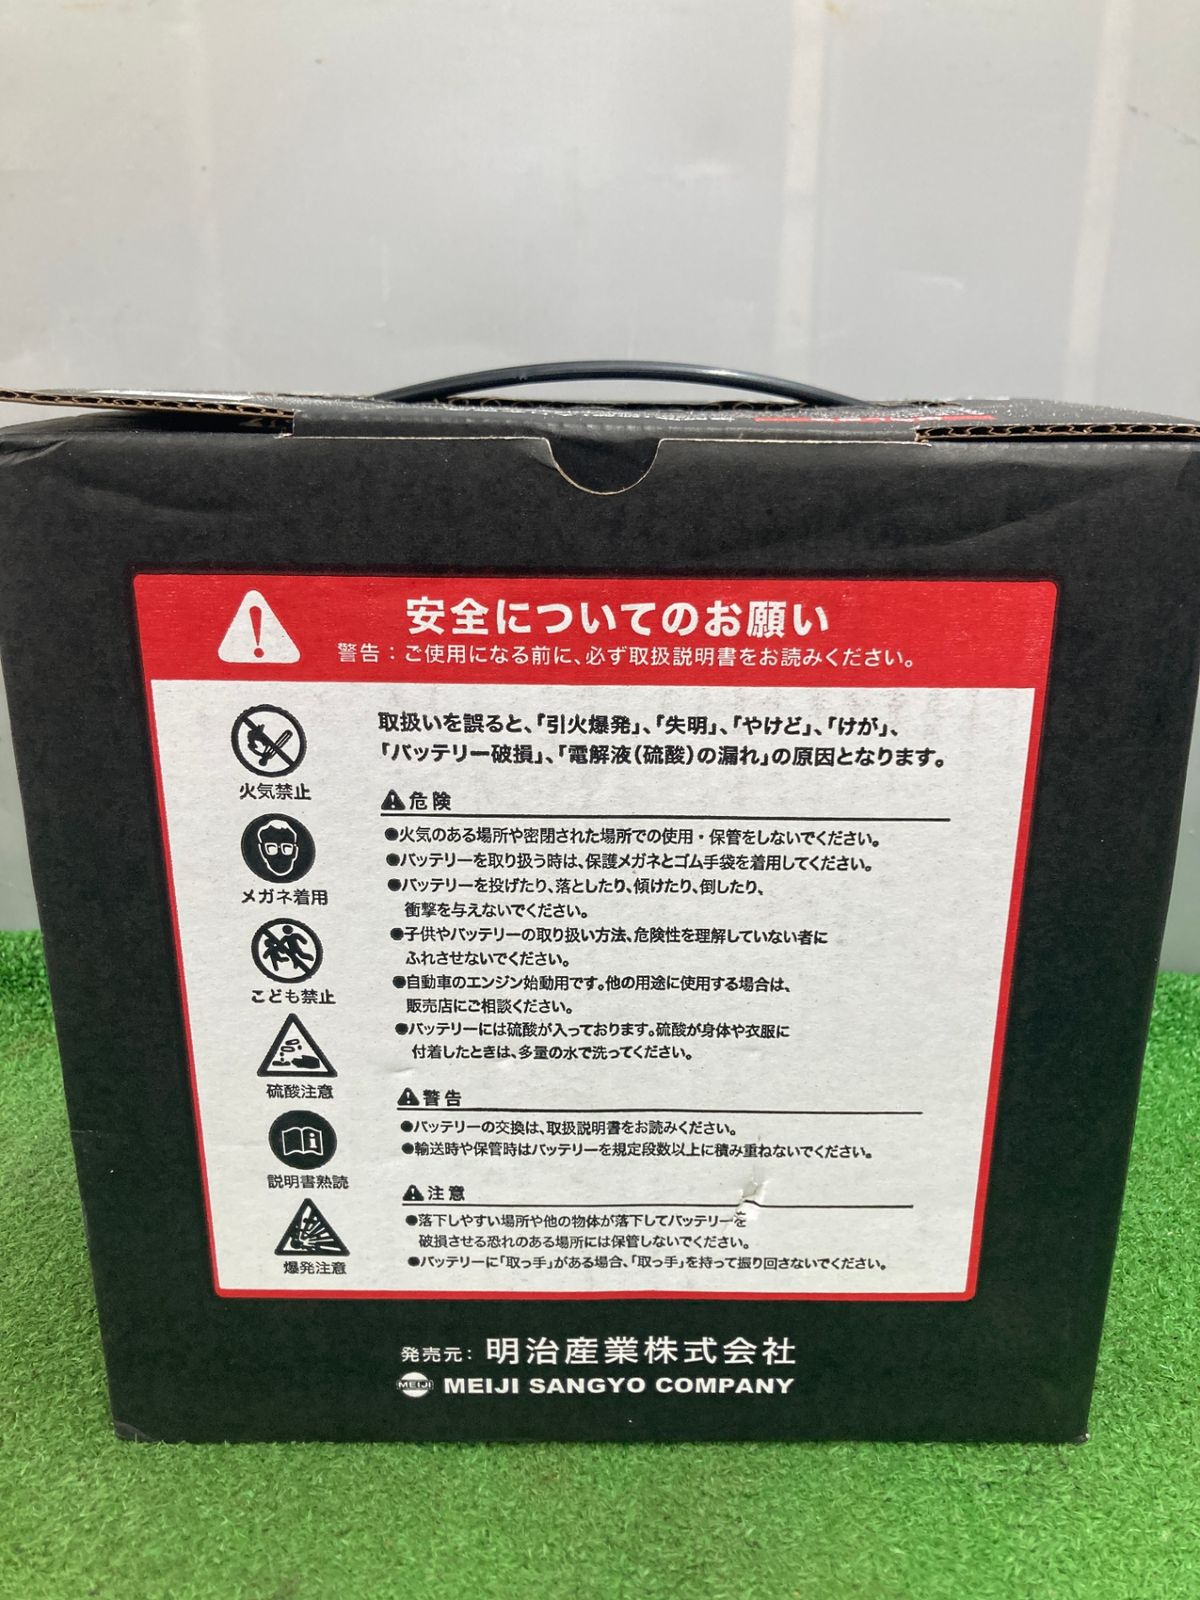 安全についてのお願い
警告：ご使用になる前に、必ず取扱説明書をお読みください。
取扱いを誤ると、「引火爆発」、「失明」、「やけど」、「けが」、
「バッテリー破損」、「電解液（硫酸）の漏れ」の原因となります。
火気禁止
メガネ着用
こども禁止
硫酸注意
説明書熟読
爆発注意
危険
●火気のある場所や密閉された場所での使用・保管をしないでください。
●バッテリーを取り扱う時は、保護メガネとゴム手袋を着用してください。
●バッテリーを投げたり、落としたり、傾けたり、倒したり、
衝撃を与えないでください。
●子供やバッテリーの取り扱い方法、危険性を理解していない者に
ふれさせないでください。
●自動車のエンジン始動用です。他の用途に使用する場合は、
販売店にご相談ください。
●バッテリーには硫酸が入っております。硫酸が身体や衣服に
付着したときは、多量の水で洗ってください。
警告
●バッテリーの交換は、取扱説明書をお読みください。
●輸送時や保管時はバッテリーを規定段数以上に積み重ねないでください。
注意
●落下しやすい場所や他の物体が落下してバッテリーを
破損させる恐れのある場所には保管しないでください。
●バッテリーに「取っ手」がある場合、「取っ手」を持って振り回さないでください。
発売元：明治産業株式会社
MEIJI MEIJI SANGYO COMPANY